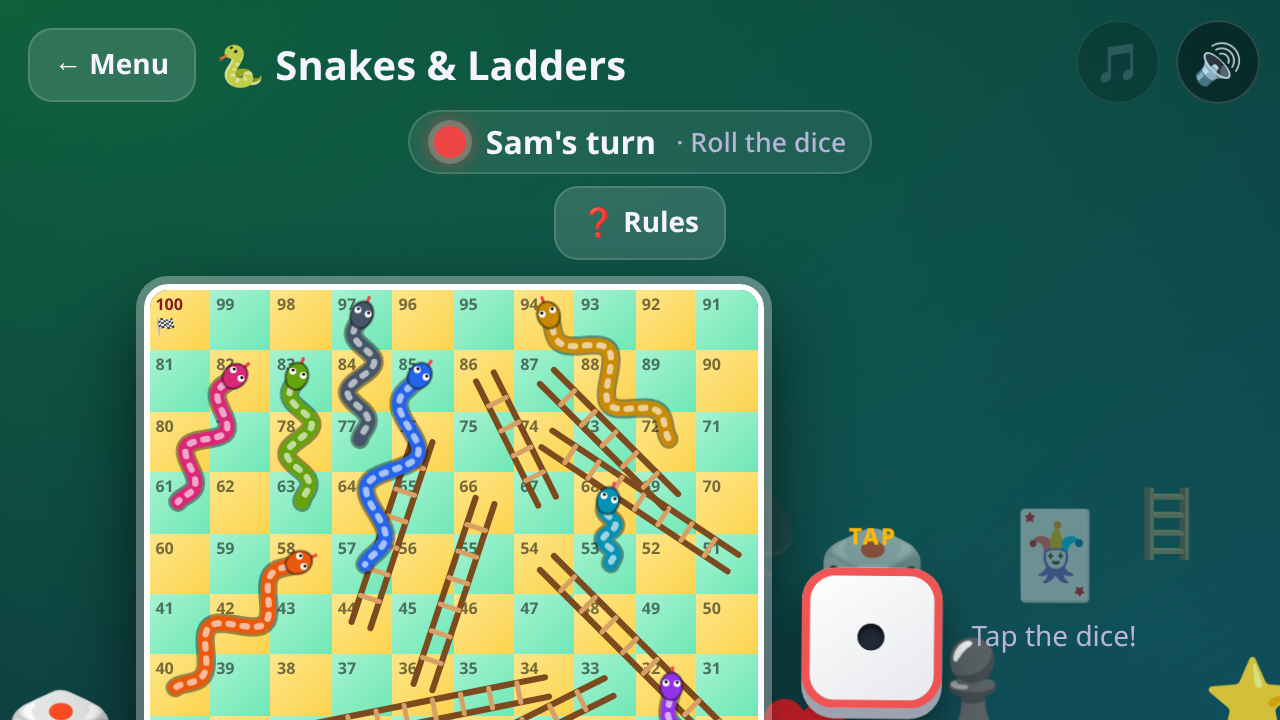 ← Menu
Snakes & Ladders
Sam's turn · Roll the dice
❓ Rules
100 99 98 97 96 95 94 93 92 91
81 82 83 84 85 86 87 88 89 90
80 78 77 75 74 73 72 71
61 62 63 64 65 66 67 68 69 70
60 59 58 57 56 55 54 53 52 51
41 42 43 44 45 46 47 48 49 50
40 39 38 37 36 35 34 33 32 31
TAP
Tap the dice!